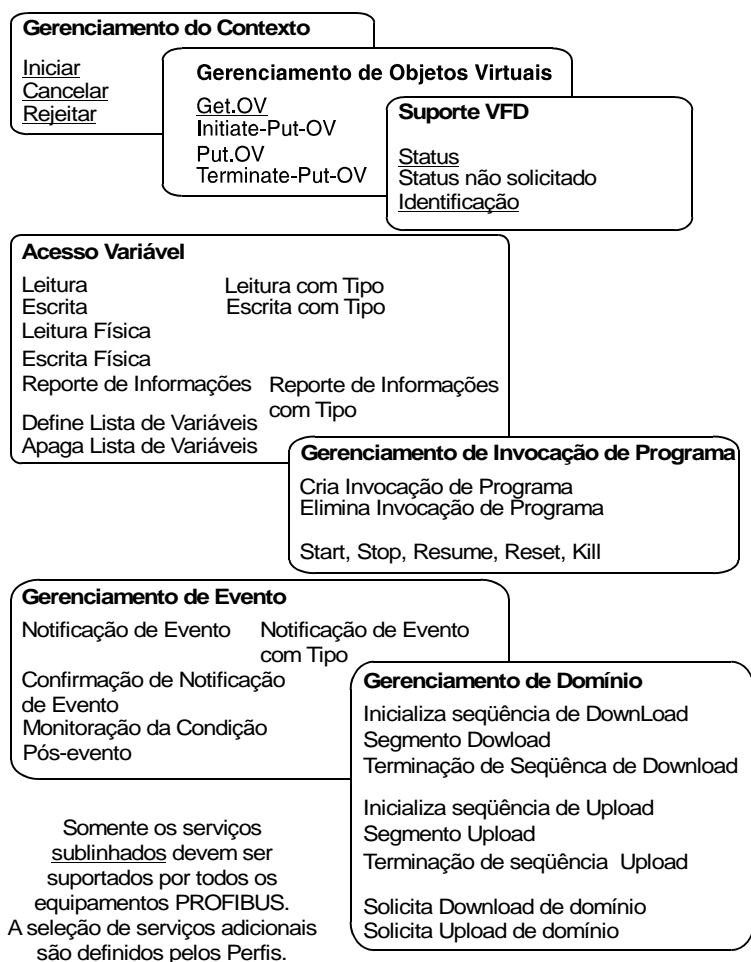 Gerenciamento do Contexto
Iniciar
Cancelar
Rejeitar
Gerenciamento de Objetos Virtuais
Get.OV
Initiate-Put-OV
Put.OV
Terminate-Put-OV
Suporte VFD
Status
Status não solicitado
Identificação
Acesso Variável
Leitura Leitura com Tipo
Escrita Escrita com Tipo
Leitura Física
Escrita Física
Reporte de Informações Reporte de Informações
com Tipo
Define Lista de Variáveis
Apaga Lista de Variáveis
Gerenciamento de Invocação de Programa
Cria Invocação de Programa
Elimina Invocação de Programa
Start, Stop, Resume, Reset, Kill
Gerenciamento de Evento
Notificação de Evento Notificação de Evento
com Tipo
Confirmação de Notificação
de Evento
Monitoração da Condição
Pós-evento
Gerenciamento de Domínio
Inicializa seqüência de DownLoad
Segmento Dowload
Terminação de Seqüênca de Download
Inicializa seqüência de Upload
Segmento Upload
Terminação de seqüência Upload
Solicita Download de domínio
Solicita Upload de domínio
Somente os serviços
sublinhados devem ser
suportados por todos os
equipamentos PROFIBUS.
A seleção de serviços adicionais
são definidos pelos Perfis.